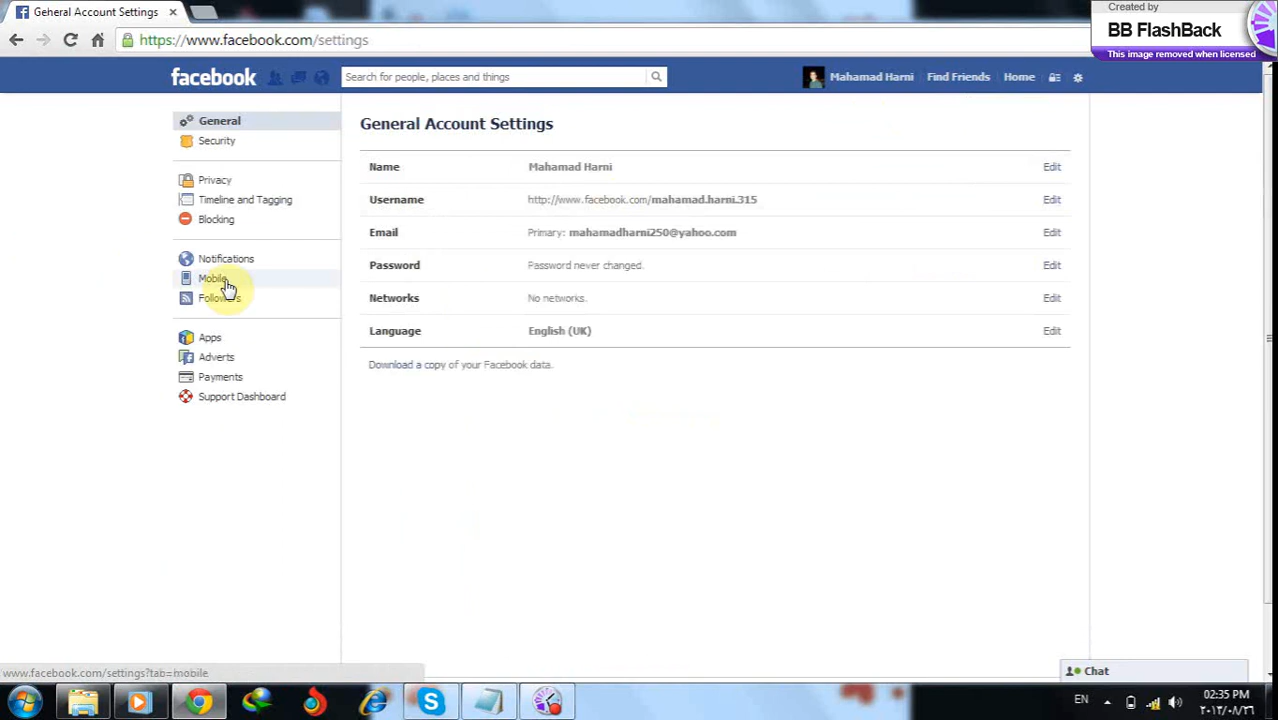 General Account Settings
Created by
BB FlashBack
This image removed when licensed
https://www.facebook.com/settings
facebook
Search for people, places and things
Mahamad Harni
Find Friends
Home
General
Security
Privacy
Timeline and Tagging
Blocking
Notifications
Mobile
Followers
Apps
Adverts
Payments
Support Dashboard
General Account Settings
Name Mahamad Harni Edit
Username http://www.facebook.com/mahamad.harni.315 Edit
Email Primary: mahamadharni250@yahoo.com Edit
Password Password never changed. Edit
Networks No networks. Edit
Language English (UK) Edit
Download a copy of your Facebook data.
www.facebook.com/settings?tab=mobile
Chat
EN
02:35 PM
٢٠١٣/٠٨/٢٦